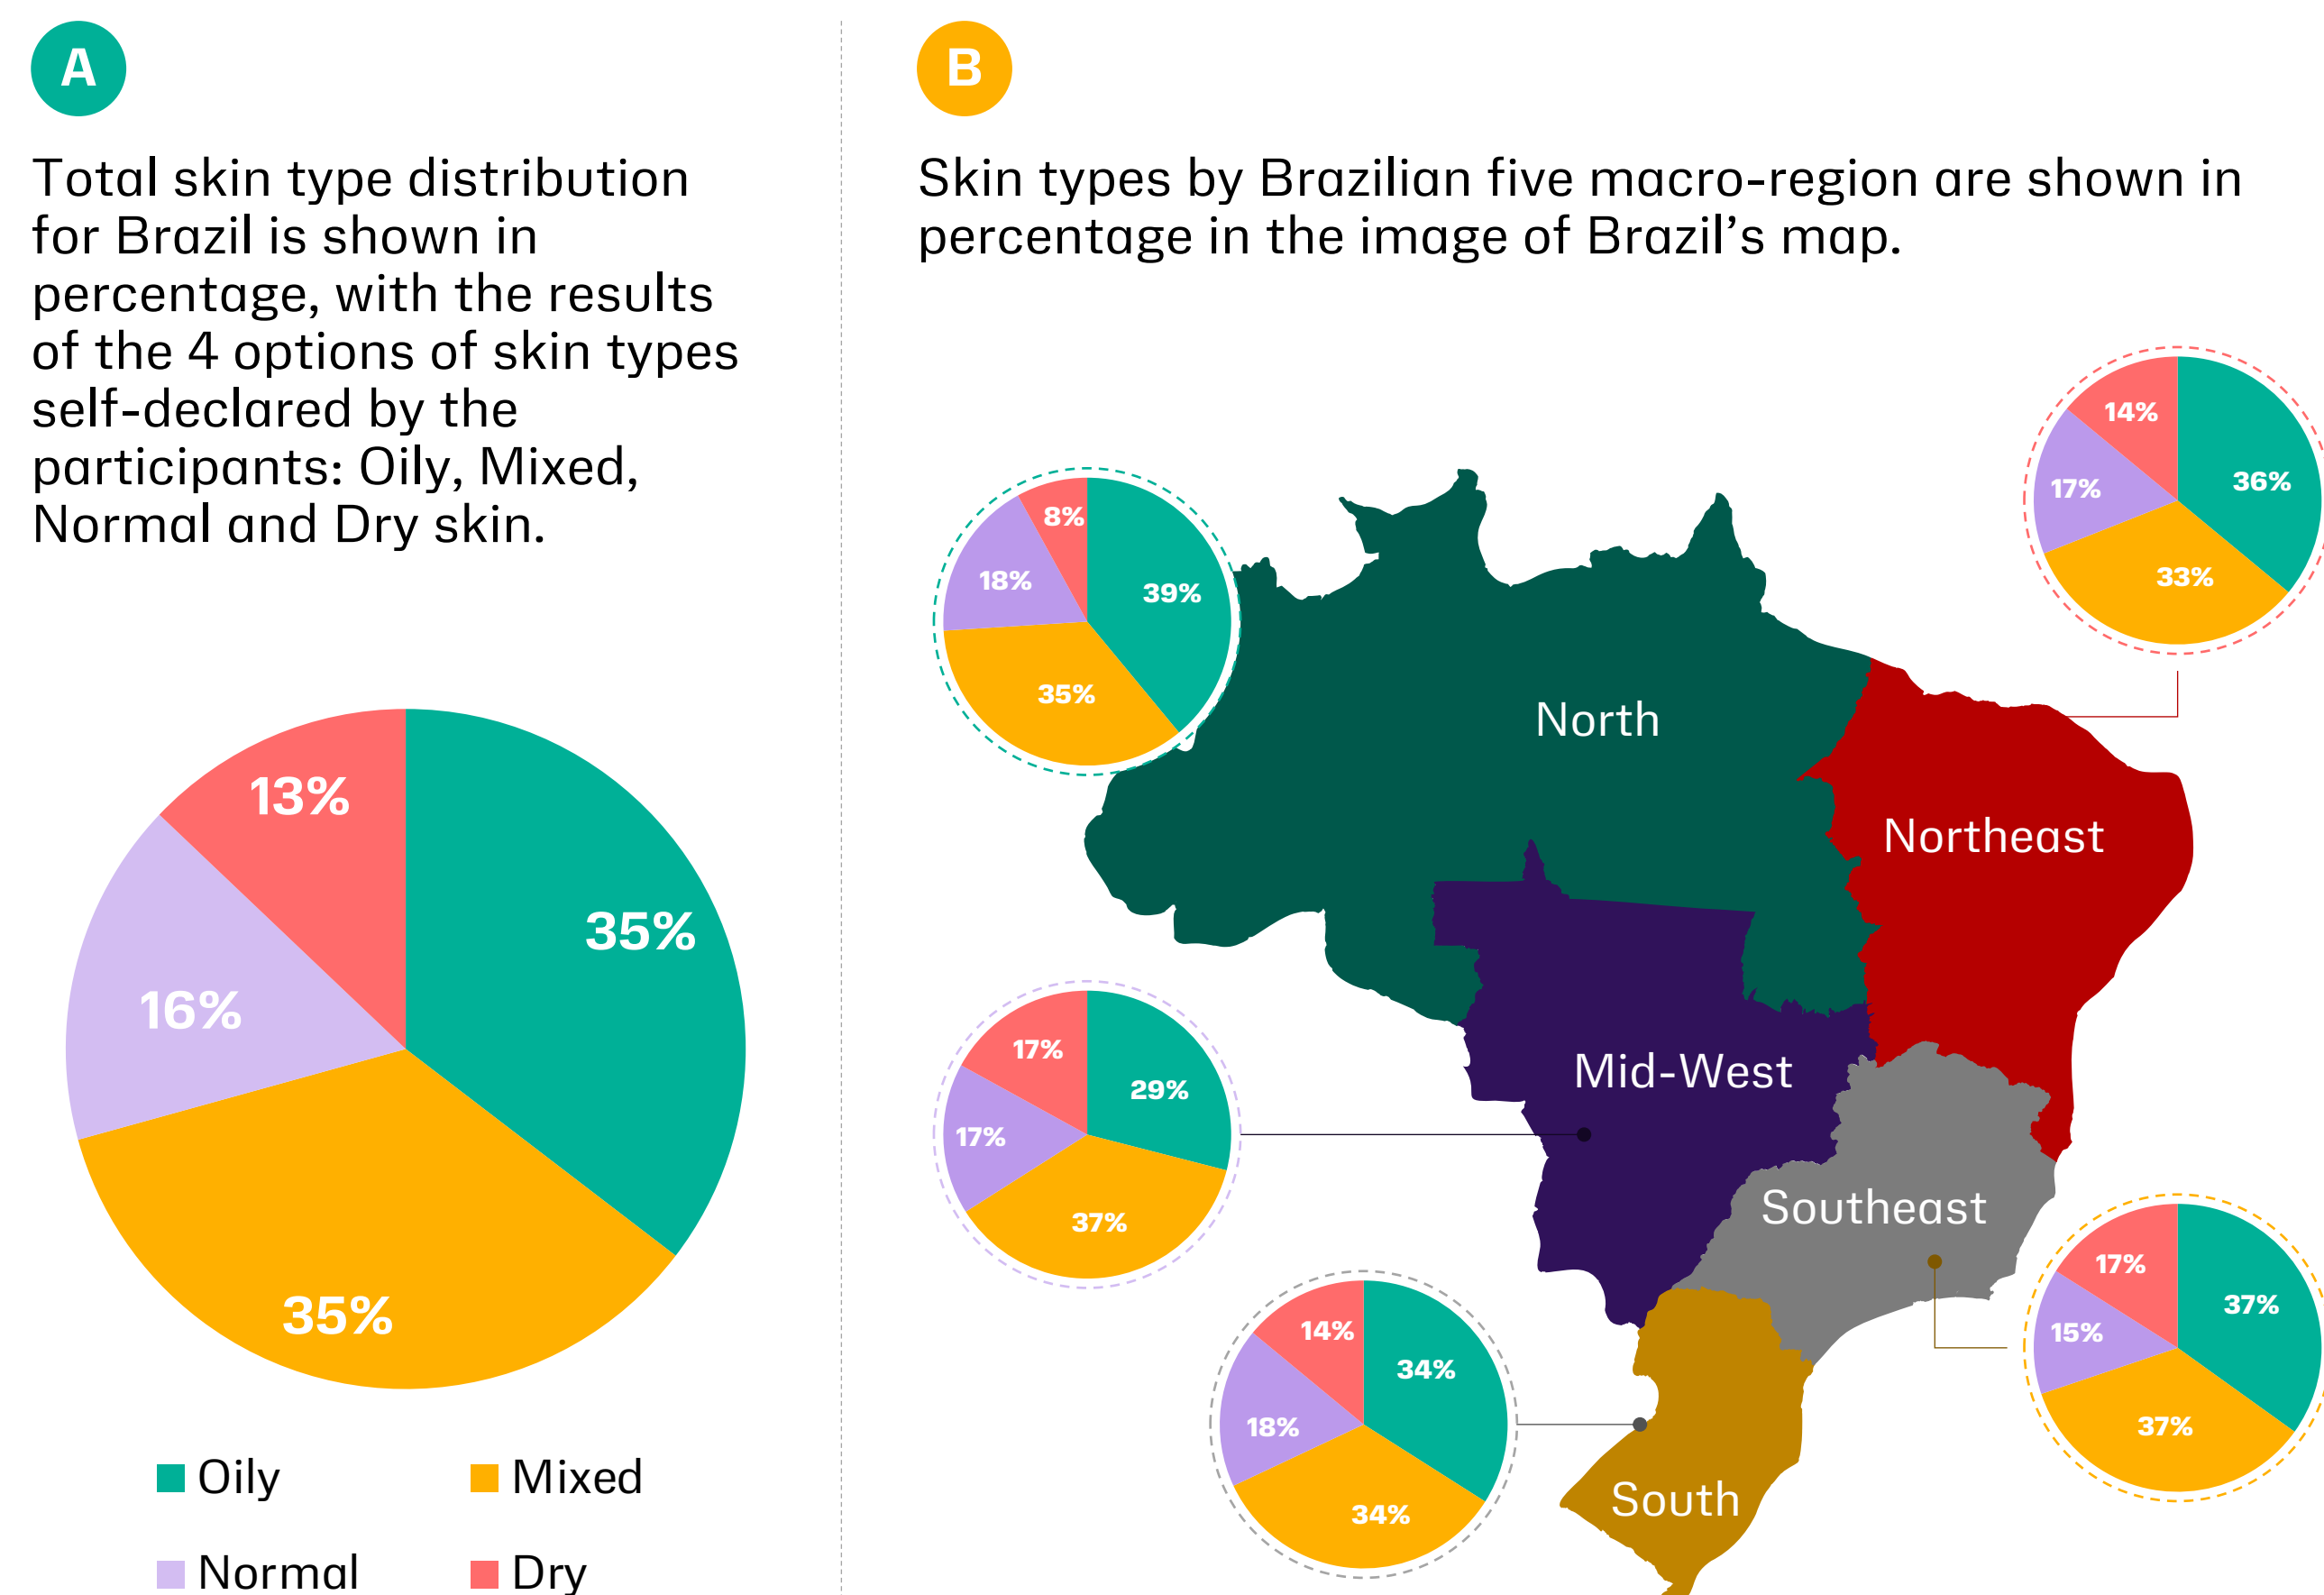 A
Total skin type distribution
for Brazil is shown in
percentage, with the results
of the 4 options of skin types
self-declared by the
participants: Oily, Mixed,
Normal and Dry skin.
13%
35%
16%
35%
Oily
Mixed
Normal
Dry
B
Skin types by Brazilian five macro-region are shown in
percentage in the image of Brazil’s map.
14%
36%
17%
33%
8%
39%
18%
35%
North
Northeast
17%
29%
17%
37%
Mid-West
Southeast
17%
37%
15%
37%
14%
34%
18%
34%
South